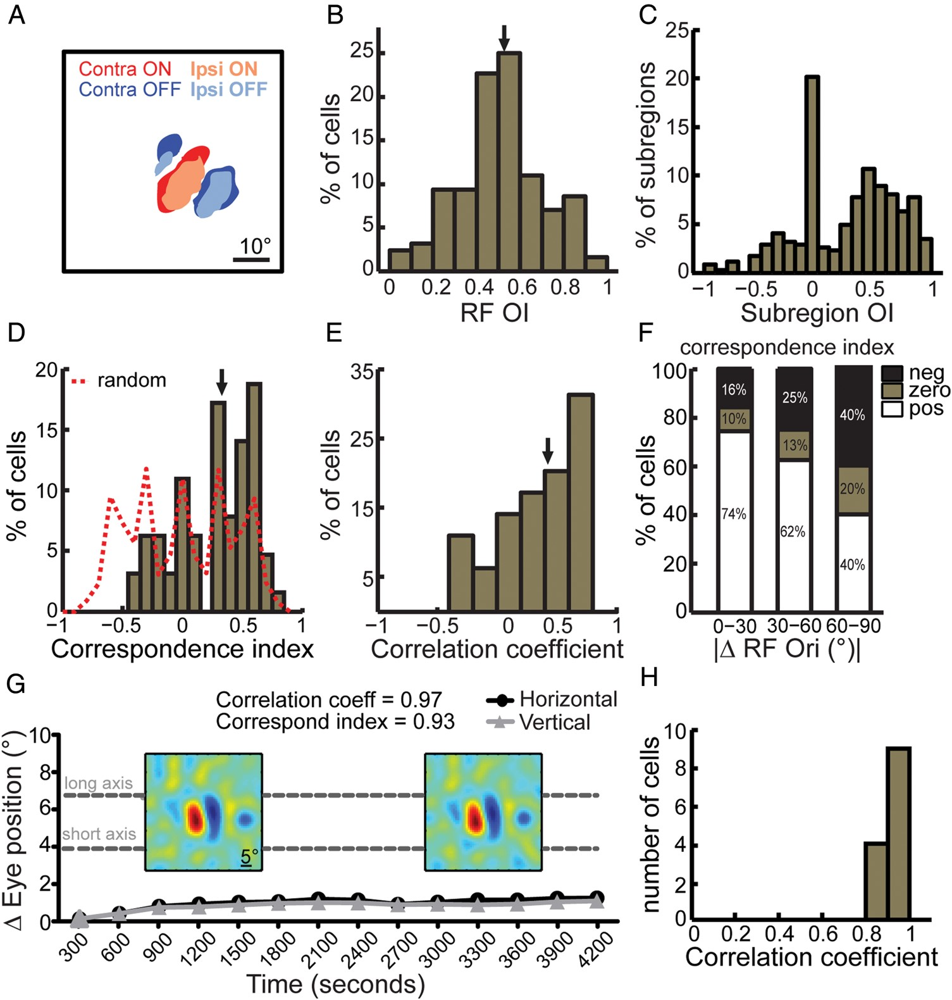 A
Contra ON Ipsi ON
Contra OFF Ipsi OFF
10°
B
% of cells
25
20
15
10
5
0
0 0.2 0.4 0.6 0.8 1
RF OI
C
% of subregions
25
20
15
10
5
0
−1 −0.5 0 0.5 1
Subregion OI
D
% of cells
20
15
10
5
0
random
−1 −0.5 0 0.5 1
Correspondence index
E
% of cells
35
25
15
5
−1 −0.5 0 0.5 1
Correlation coefficient
F
correspondence index
% of cells
100
80
60
40
20
0
16%
10%
74%
25%
13%
62%
40%
20%
40%
neg
zero
pos
0−30 30−60 60−90
|Δ RF Ori (°)|
G
Correlation coeff = 0.97
Correspond index = 0.93
Horizontal
Vertical
Δ Eye position (°)
10
8
6
4
2
0
long axis
short axis
5°
300 600 900 1200 1500 1800 2100 2400 2700 3000 3300 3600 3900 4200
Time (seconds)
H
number of cells
10
8
6
4
2
0
0 0.2 0.4 0.6 0.8 1
Correlation coefficient